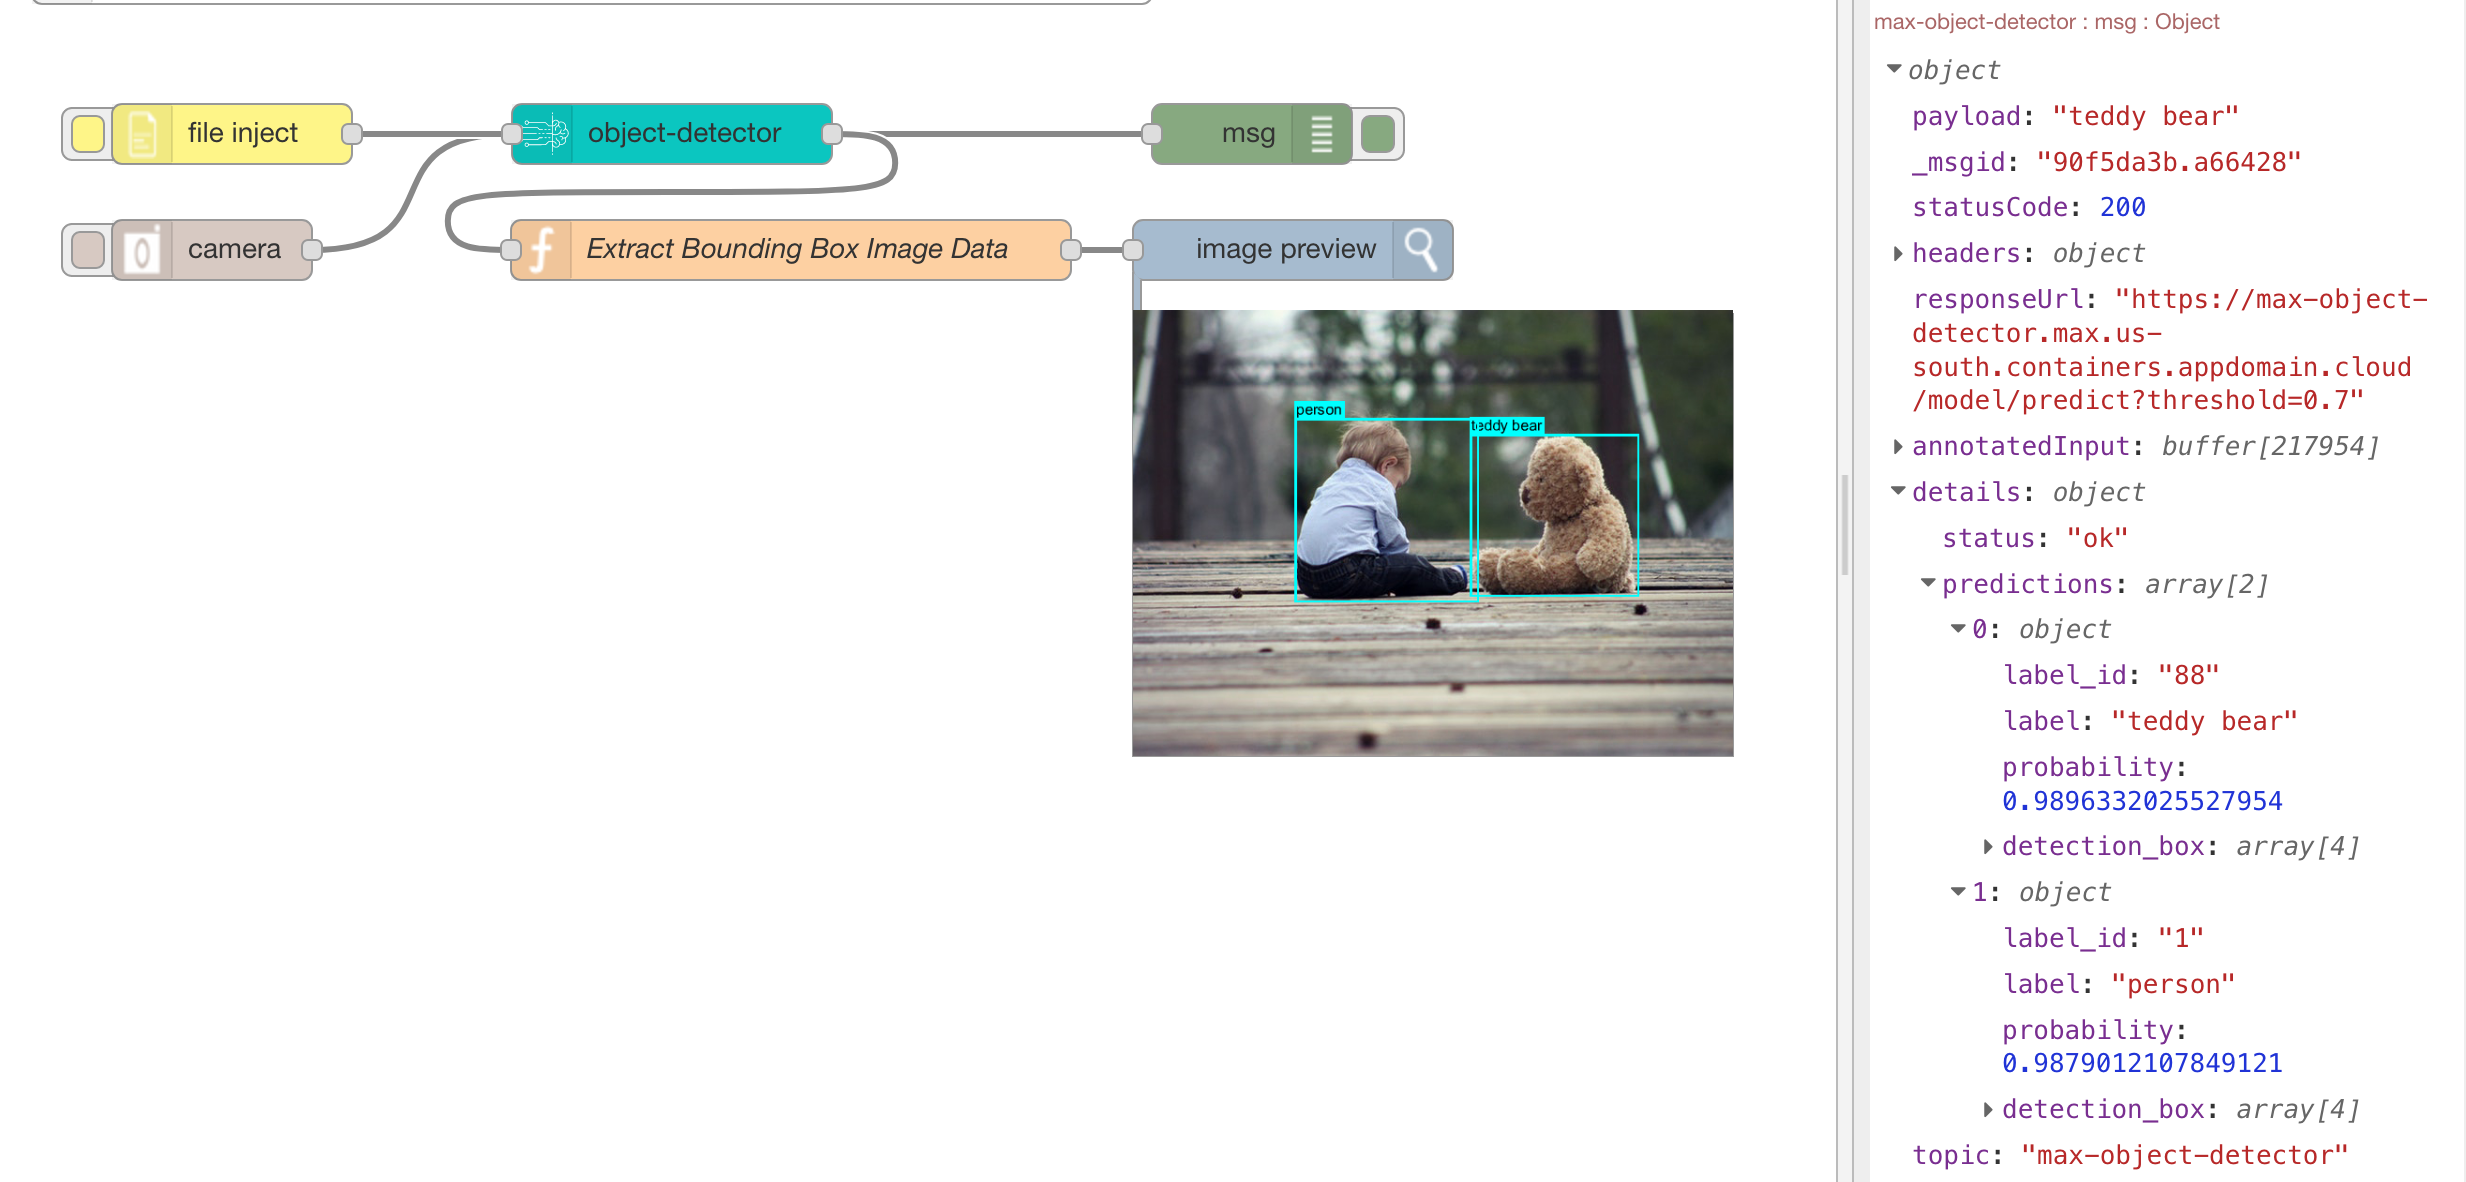 file inject
object-detector
msg
camera
Extract Bounding Box Image Data
image preview
person
teddy bear
max-object-detector : msg : Object
object
payload: "teddy bear"
_msgid: "90f5da3b.a66428"
statusCode: 200
headers: object
responseUrl: "https://max-object-
detector.max.us-
south.containers.appdomain.cloud
/model/predict?threshold=0.7"
annotatedInput: buffer[217954]
details: object
status: "ok"
predictions: array[2]
0: object
label_id: "88"
label: "teddy bear"
probability:
0.9896332025527954
detection_box: array[4]
1: object
label_id: "1"
label: "person"
probability:
0.9879012107849121
detection_box: array[4]
topic: "max-object-detector"